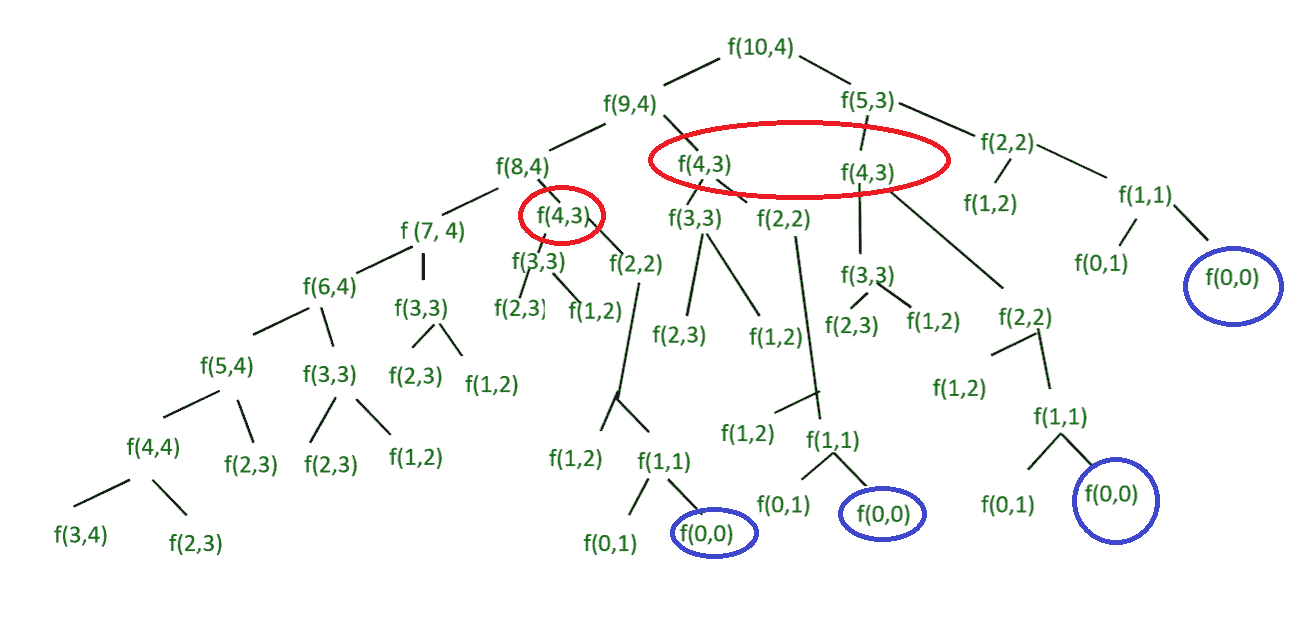 f(10,4)
f(9,4)
f(5,3)
f(2,2)
f(8,4)
f(4,3)
f(4,3)
f(1,2)
f(1,1)
f (7, 4)
f(4,3)
f(3,3)
f(2,2)
f(6,4)
f(3,3)
f(3,3)
f(2,2)
f(3,3)
f(2,2)
f(0,1)
f(0,0)
f(2,3)
f(1,2)
f(2,3)
f(1,2)
f(2,3)
f(1,2)
f(5,4)
f(3,3)
f(2,3)
f(1,2)
f(1,2)
f(1,1)
f(4,4)
f(2,3)
f(2,3)
f(1,2)
f(1,2)
f(1,1)
f(1,2)
f(1,1)
f(0,1)
f(0,0)
f(3,4)
f(2,3)
f(0,1)
f(0,0)
f(0,1)
f(0,0)